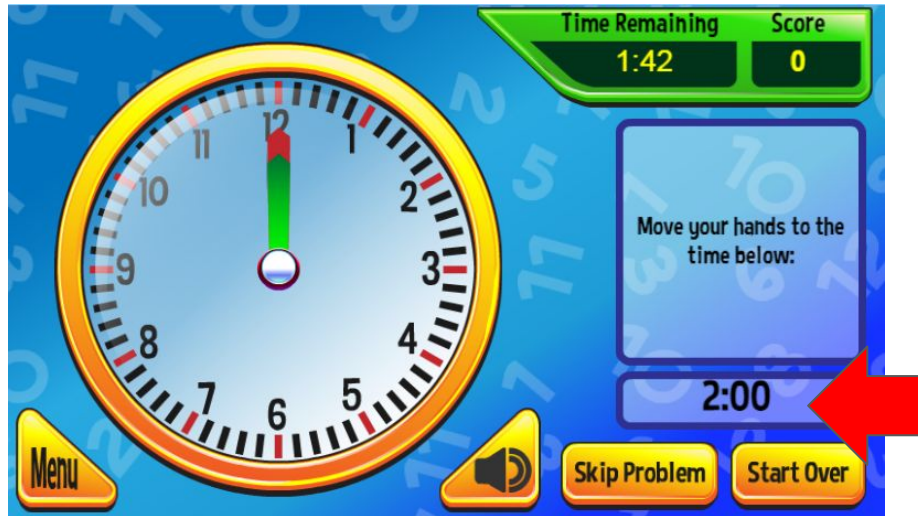 Time Remaining Score
1:42 0
12
11 1
10 2
9 3
8 4
7 5
6
Move your hands to the
time below:
2:00
Menu
Skip Problem Start Over